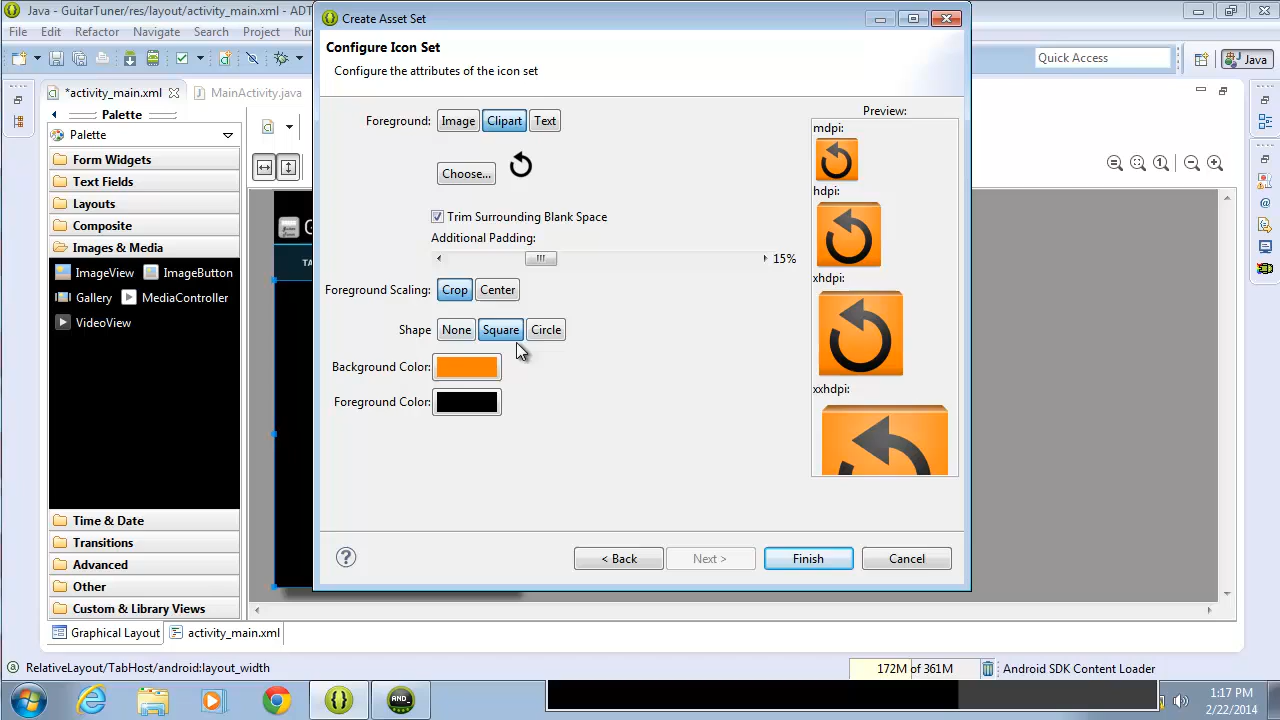 Java - GuitarTuner/res/layout/activity_main.xml - ADT
File Edit Refactor Navigate Search Project Run
Quick Access
Java
*activity_main.xml
MainActivity.java
Palette
Palette
Form Widgets
Text Fields
Layouts
Composite
Images & Media
ImageView ImageButton
Gallery MediaController
VideoView
Time & Date
Transitions
Advanced
Other
Custom & Library Views
Graphical Layout
activity_main.xml
RelativeLayout/TabHost/android:layout_width
172M of 361M
Android SDK Content Loader
Create Asset Set
Configure Icon Set
Configure the attributes of the icon set
Foreground: Image Clipart Text
Choose...
Trim Surrounding Blank Space
Additional Padding:
15%
Foreground Scaling: Crop Center
Shape None Square Circle
Background Color:
Foreground Color:
Preview:
mdpi:
hdpi:
xhdpi:
xxhdpi:
< Back Next > Finish Cancel
1:17 PM
2/22/2014